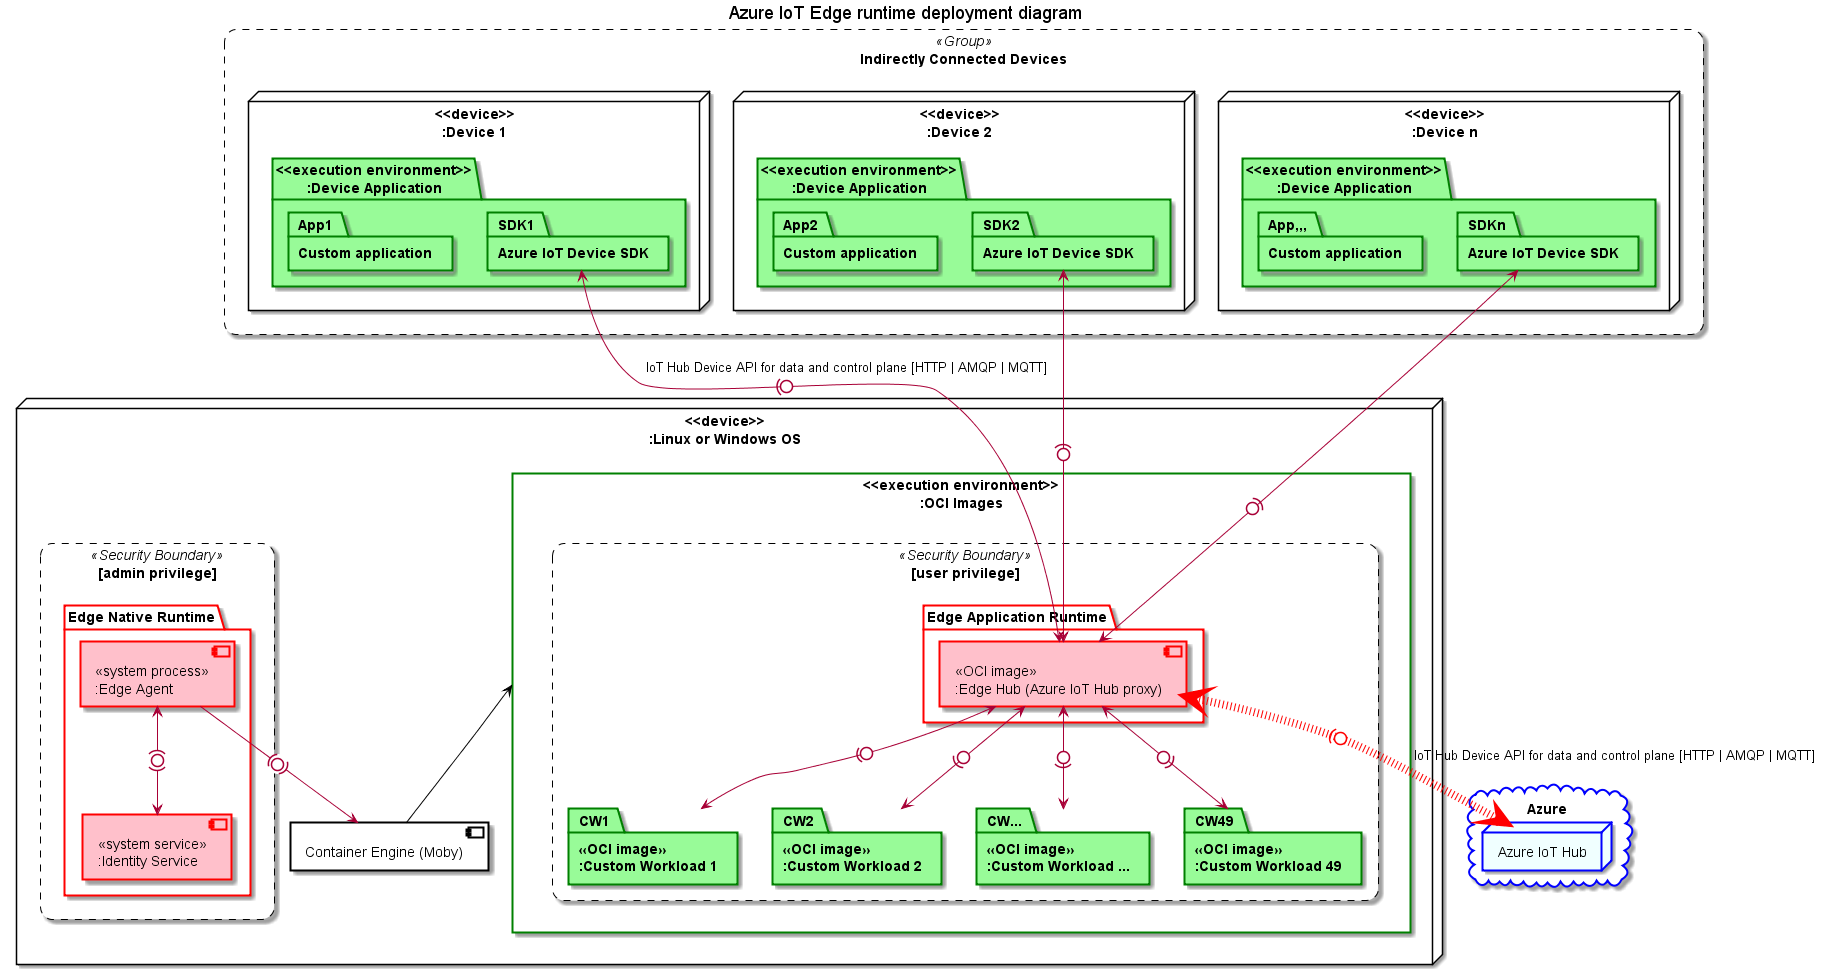 Azure IoT Edge runtime deployment diagram
«Group»
Indirectly Connected Devices
<<device>>
:Device 1
<<execution environment>>
:Device Application
App1
Custom application
SDK1
Azure IoT Device SDK
<<device>>
:Device 2
<<execution environment>>
:Device Application
App2
Custom application
SDK2
Azure IoT Device SDK
<<device>>
:Device n
<<execution environment>>
:Device Application
App,,,
Custom application
SDKn
Azure IoT Device SDK
IoT Hub Device API for data and control plane [HTTP | AMQP | MQTT]
<<device>>
:Linux or Windows OS
<<execution environment>>
:OCI Images
«Security Boundary»
[admin privilege]
Edge Native Runtime
«system process»
:Edge Agent
«system service»
:Identity Service
Container Engine (Moby)
«Security Boundary»
[user privilege]
Edge Application Runtime
«OCI image»
:Edge Hub (Azure IoT Hub proxy)
CW1
«OCI image»
:Custom Workload 1
CW2
«OCI image»
:Custom Workload 2
CW...
«OCI image»
:Custom Workload ...
CW49
«OCI image»
:Custom Workload 49
IoT Hub Device API for data and control plane [HTTP | AMQP | MQTT]
Azure
Azure IoT Hub